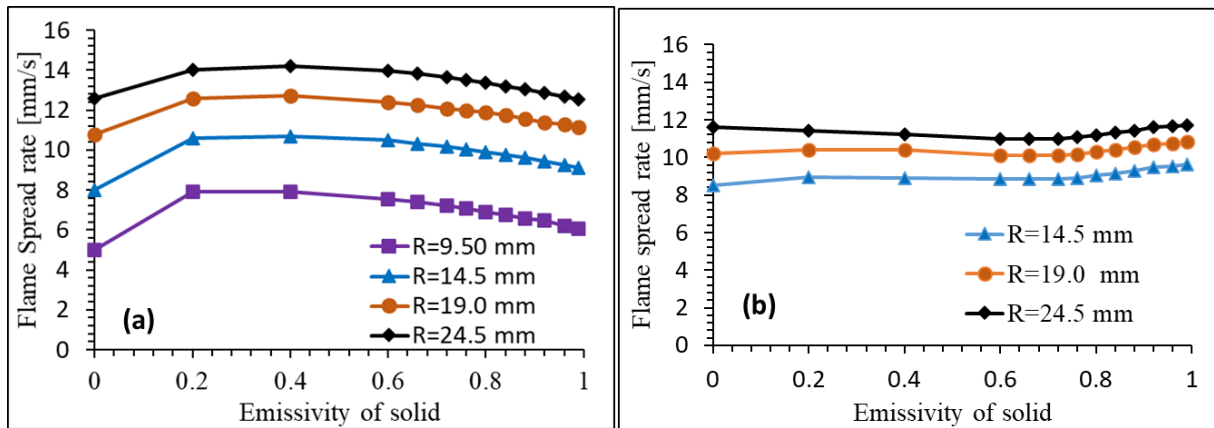 Flame Spread rate [mm/s]
16
14
12
10
8
6
4
2
0
(a)
R=9.50 mm
R=14.5 mm
R=19.0 mm
R=24.5 mm
0 0.2 0.4 0.6 0.8 1
Emissivity of solid
Flame spread rate [mm/s]
16
14
12
10
8
6
4
2
0
(b)
R=14.5 mm
R=19.0 mm
R=24.5 mm
0 0.2 0.4 0.6 0.8 1
Emissivity of solid